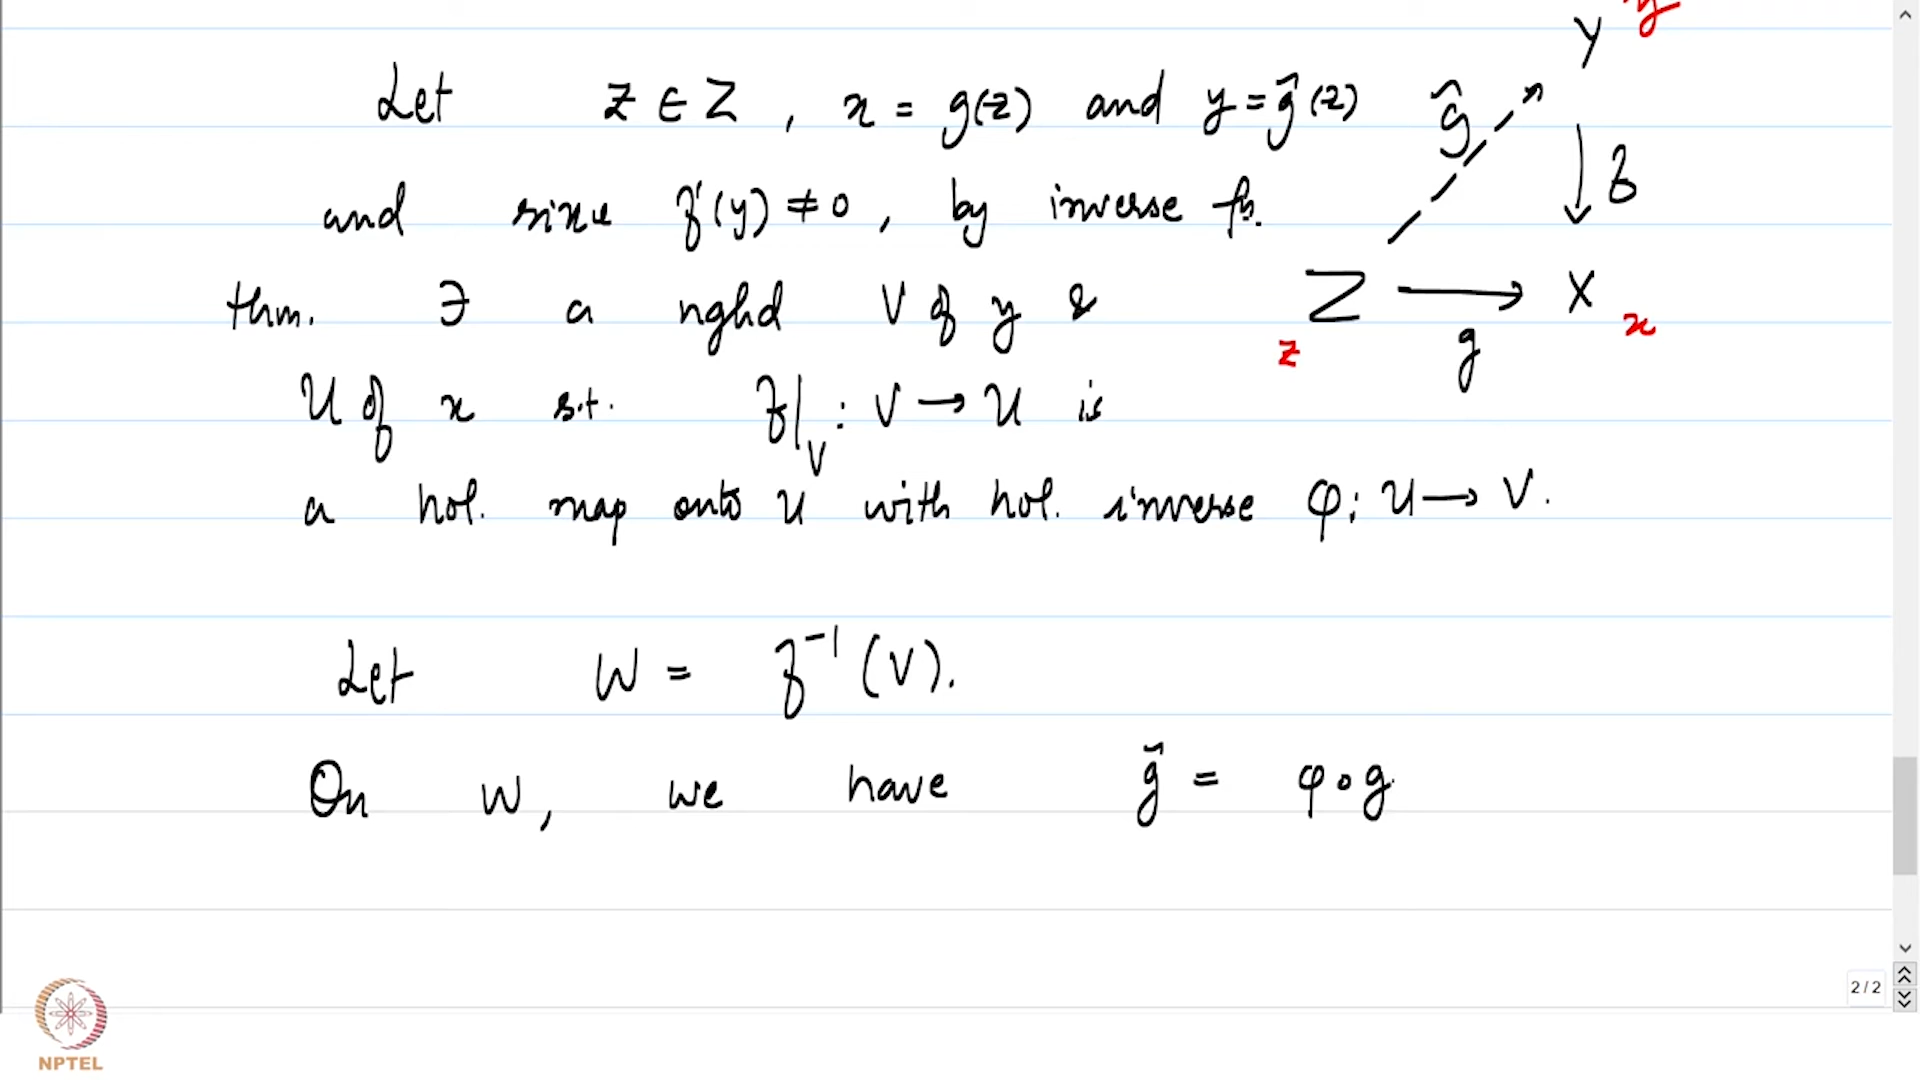 Y y
Let z ∈ Z , x = g(z) and y = g̃(z)
g̃ f
and since f'(y) ≠ 0 , by inverse fn.
thm. ∃ a nghd V of y &
Z → X
z g x
U of x s.t. f|_V : V → U is
a hol. map onto U with hol. inverse φ: U → V.
Let W = f⁻¹(V).
On W, we have g̃ = φ∘g
2 / 2
NPTEL